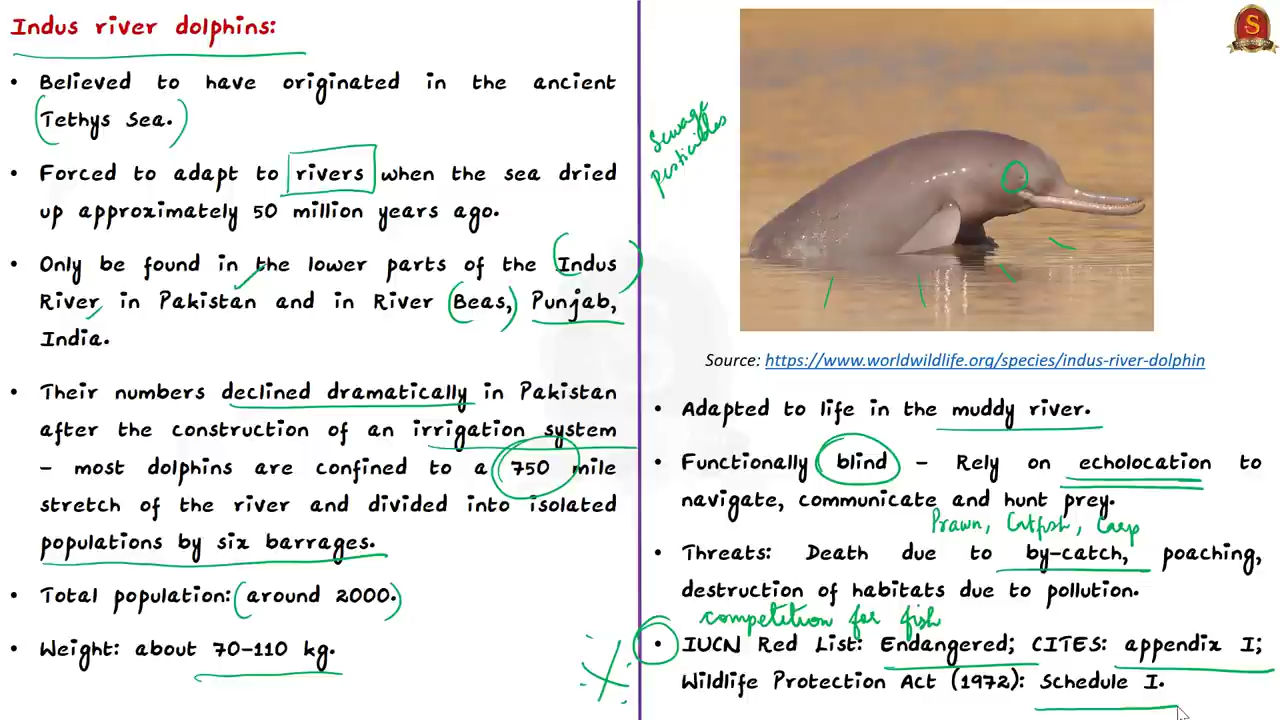 Indus river dolphins:
• Believed to have originated in the ancient
Tethys Sea.
• Forced to adapt to rivers when the sea dried
up approximately 50 million years ago.
• Only be found in the lower parts of the Indus
River in Pakistan and in River Beas, Punjab,
India.
• Their numbers declined dramatically in Pakistan
after the construction of an irrigation system
– most dolphins are confined to a 750 mile
stretch of the river and divided into isolated
populations by six barrages.
• Total population: around 2000.
• Weight: about 70-110 kg.
Sewage
Pesticides
S
Source: https://www.worldwildlife.org/species/indus-river-dolphin
• Adapted to life in the muddy river.
• Functionally blind – Rely on echolocation to
navigate, communicate and hunt prey.
Prawn, Catfish, Carp
• Threats: Death due to by-catch, poaching,
destruction of habitats due to pollution.
competition for fish
• IUCN Red List: Endangered; CITES: appendix I;
Wildlife Protection Act (1972): Schedule I.